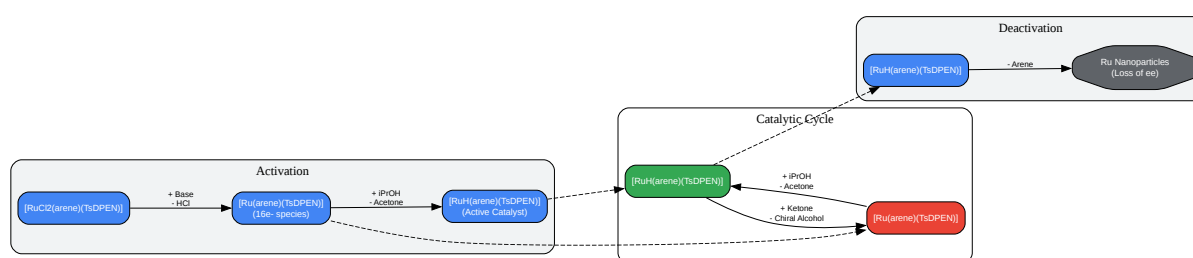 Deactivation
[RuH(arene)(TsDPEN)]
- Arene
Ru Nanoparticles
(Loss of ee)
Catalytic Cycle
[RuH(arene)(TsDPEN)]
+ iPrOH
- Acetone
+ Ketone
- Chiral Alcohol
[Ru(arene)(TsDPEN)]
Activation
[RuCl2(arene)(TsDPEN)]
+ Base
- HCl
[Ru(arene)(TsDPEN)]
(16e- species)
+ iPrOH
- Acetone
[RuH(arene)(TsDPEN)]
(Active Catalyst)